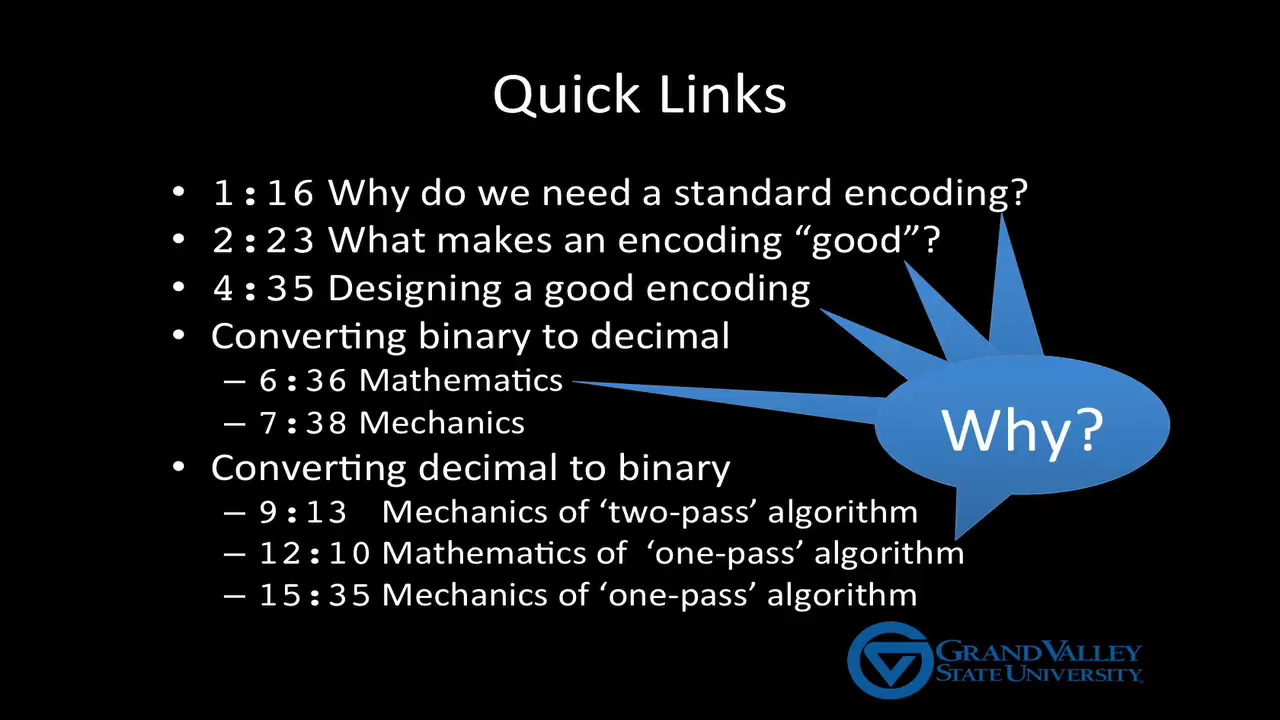 Quick Links
• 1:16 Why do we need a standard encoding?
• 2:23 What makes an encoding “good”?
• 4:35 Designing a good encoding
• Converting binary to decimal
– 6:36 Mathematics
– 7:38 Mechanics
Why?
• Converting decimal to binary
– 9:13 Mechanics of ‘two-pass’ algorithm
– 12:10 Mathematics of ‘one-pass’ algorithm
– 15:35 Mechanics of ‘one-pass’ algorithm
GRAND VALLEY
STATE UNIVERSITY